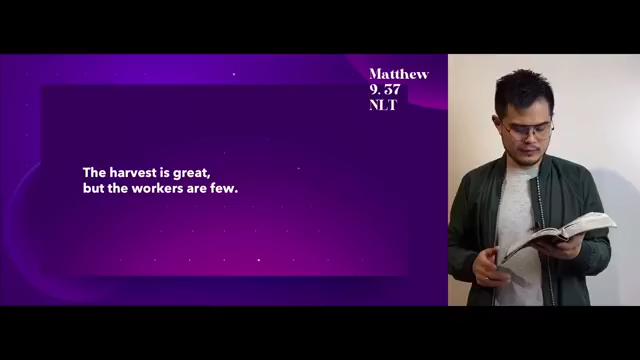 Matthew
9. 37
NLT
The harvest is great,
but the workers are few.